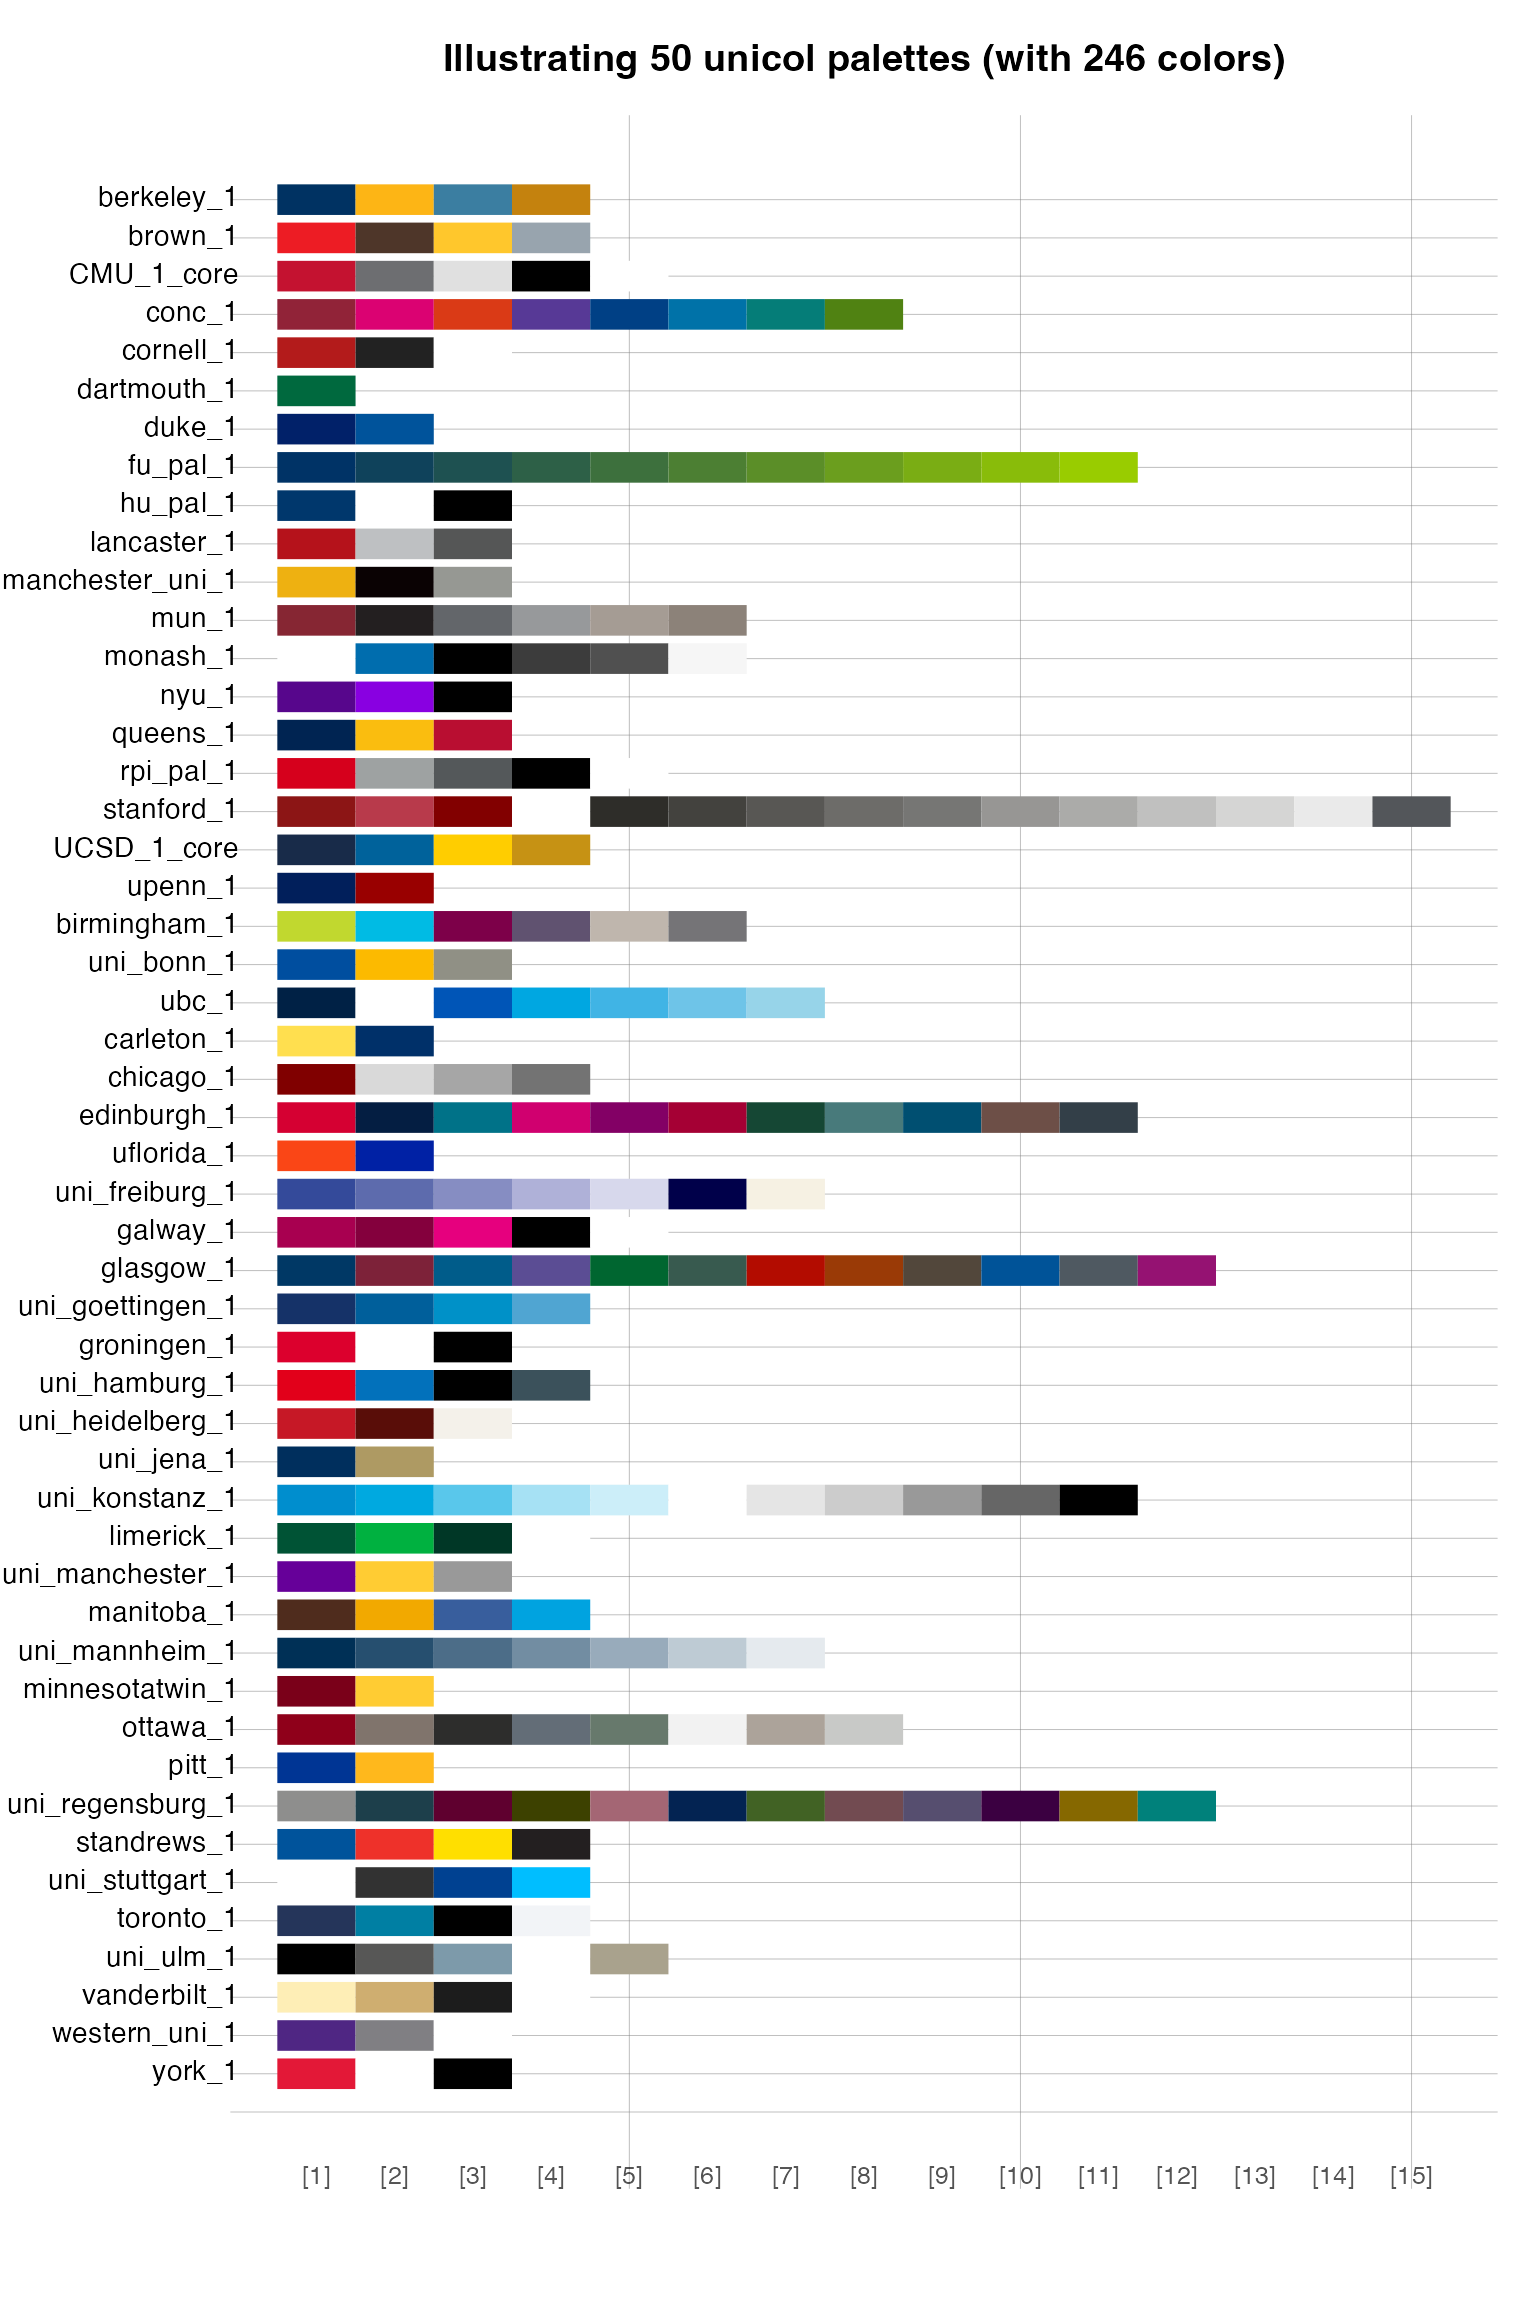 Illustrating 50 unicol palettes (with 246 colors)
berkeley_1
brown_1
CMU_1_core
conc_1
cornell_1
dartmouth_1
duke_1
fu_pal_1
hu_pal_1
lancaster_1
manchester_uni_1
mun_1
monash_1
nyu_1
queens_1
rpi_pal_1
stanford_1
UCSD_1_core
upenn_1
birmingham_1
uni_bonn_1
ubc_1
carleton_1
chicago_1
edinburgh_1
uflorida_1
uni_freiburg_1
galway_1
glasgow_1
uni_goettingen_1
groningen_1
uni_hamburg_1
uni_heidelberg_1
uni_jena_1
uni_konstanz_1
limerick_1
uni_manchester_1
manitoba_1
uni_mannheim_1
minnesotatwin_1
ottawa_1
pitt_1
uni_regensburg_1
standrews_1
uni_stuttgart_1
toronto_1
uni_ulm_1
vanderbilt_1
western_uni_1
york_1
[1] [2] [3] [4] [5] [6] [7] [8] [9] [10] [11] [12] [13] [14] [15]